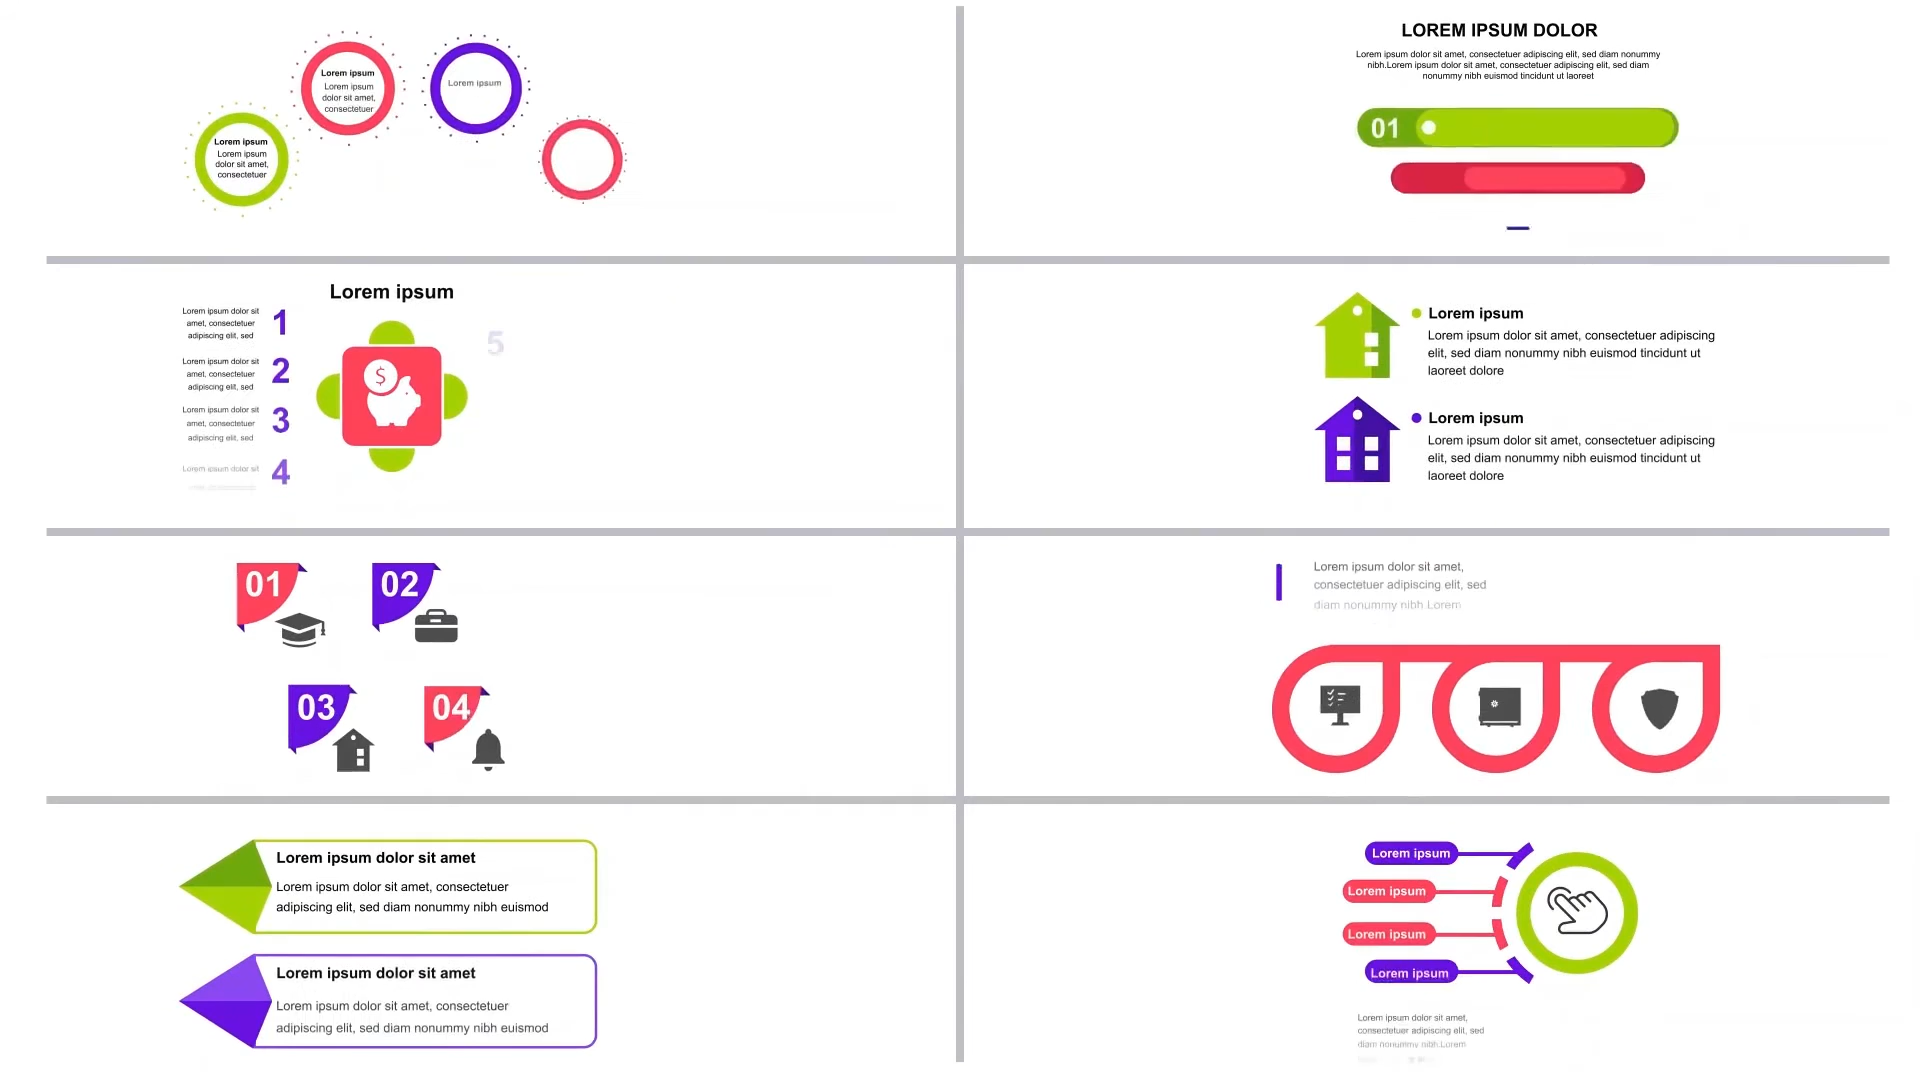 Lorem ipsum
Lorem ipsum
dolor sit amet,
consectetuer
Lorem ipsum
Lorem ipsum
dolor sit amet,
consectetuer
Lorem ipsum
LOREM IPSUM DOLOR
Lorem ipsum dolor sit amet, consectetuer adipiscing elit, sed diam nonummy
nibh.Lorem ipsum dolor sit amet, consectetuer adipiscing elit, sed diam
nonummy nibh euismod tincidunt ut laoreet
01
Lorem ipsum
Lorem ipsum dolor sit
amet, consectetuer
adipiscing elit, sed
1
Lorem ipsum dolor sit
amet, consectetuer
adipiscing elit, sed
2
Lorem ipsum dolor sit
amet, consectetuer
adipiscing elit, sed
3
Lorem ipsum dolor sit
4
$
5
Lorem ipsum
Lorem ipsum dolor sit amet, consectetuer adipiscing
elit, sed diam nonummy nibh euismod tincidunt ut
laoreet dolore
Lorem ipsum
Lorem ipsum dolor sit amet, consectetuer adipiscing
elit, sed diam nonummy nibh euismod tincidunt ut
laoreet dolore
01
02
03
04
Lorem ipsum dolor sit amet,
consectetuer adipiscing elit, sed
diam nonummy nibh Lorem
Lorem ipsum dolor sit amet
Lorem ipsum dolor sit amet, consectetuer
adipiscing elit, sed diam nonummy nibh euismod
Lorem ipsum dolor sit amet
Lorem ipsum dolor sit amet, consectetuer
adipiscing elit, sed diam nonummy nibh euismod
Lorem ipsum
Lorem ipsum
Lorem ipsum
Lorem ipsum
Lorem ipsum dolor sit amet,
consectetuer adipiscing elit, sed
diam nonummy nibh.Lorem